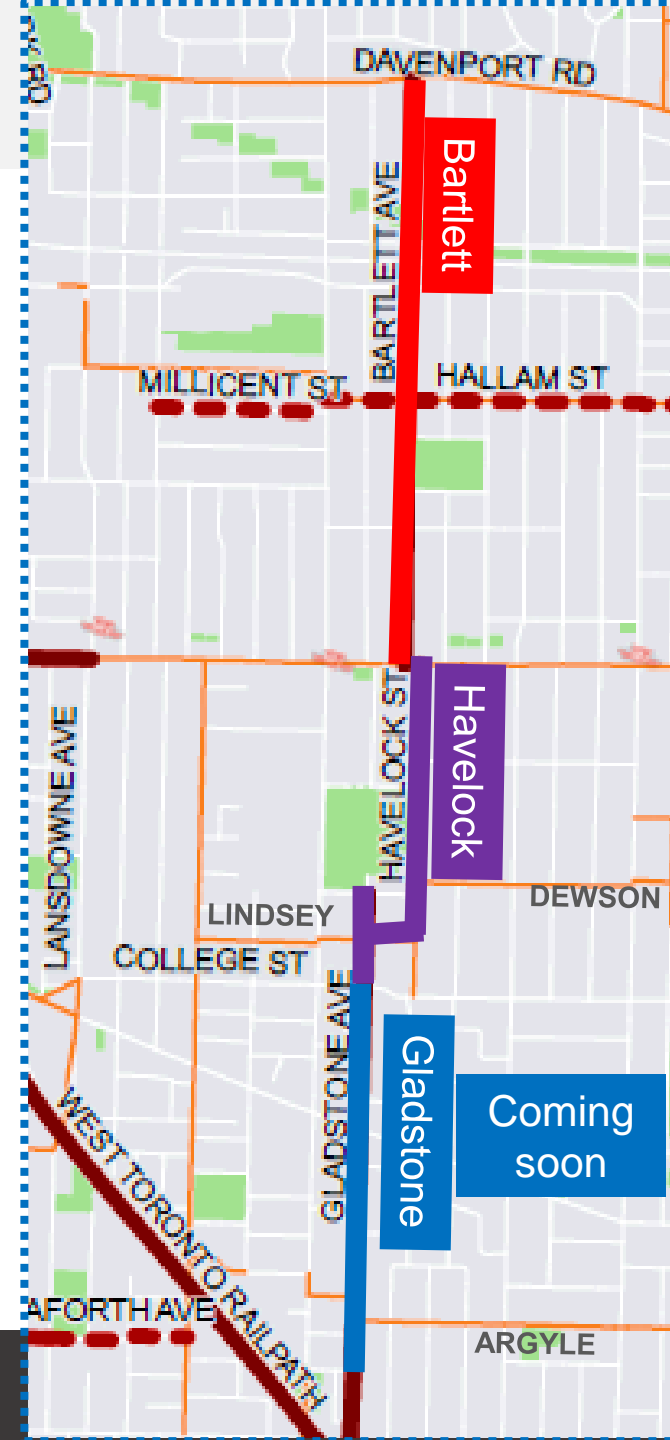 DAVENPORT RD
RD
BARTLETT AVE
Bartlett
MILLICENT ST
HALLAM ST
HAVELOCK ST
Havelock
LANSDOWNE AVE
DEWSON
LINDSEY
COLLEGE ST
GLADSTONE AVE
Gladstone
Coming
soon
WEST TORONTO RAILPATH
AFORTH AVE
ARGYLE